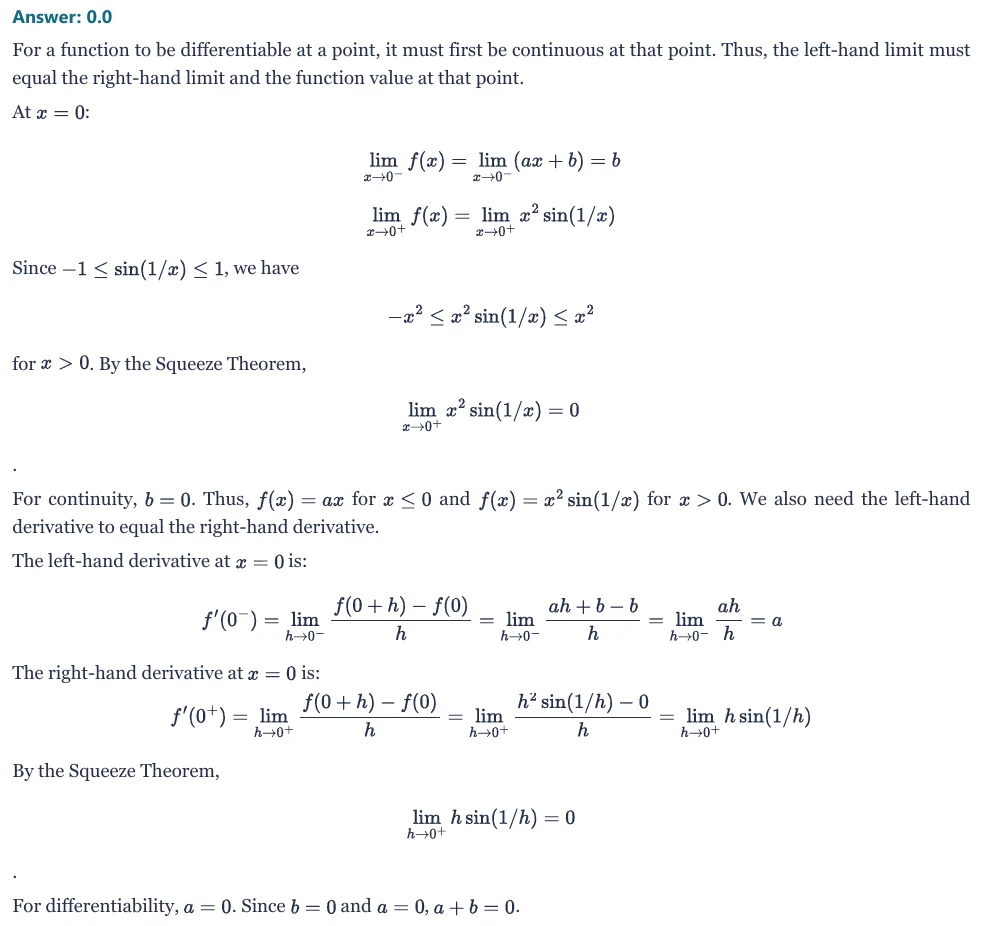 Answer: 0.0
For a function to be differentiable at a point, it must first be continuous at that point. Thus, the left-hand limit must
equal the right-hand limit and the function value at that point.
At x = 0:
lim_{x→0⁻} f(x) = lim_{x→0⁻} (ax + b) = b
lim_{x→0⁺} f(x) = lim_{x→0⁺} x² sin(1/x)
Since −1 ≤ sin(1/x) ≤ 1, we have
−x² ≤ x² sin(1/x) ≤ x²
for x > 0. By the Squeeze Theorem,
lim_{x→0⁺} x² sin(1/x) = 0
.
For continuity, b = 0. Thus, f(x) = ax for x ≤ 0 and f(x) = x² sin(1/x) for x > 0. We also need the left-hand
derivative to equal the right-hand derivative.
The left-hand derivative at x = 0 is:
f′(0⁻) = lim_{h→0⁻} (f(0 + h) − f(0))/h = lim_{h→0⁻} (ah + b − b)/h = lim_{h→0⁻} ah/h = a
The right-hand derivative at x = 0 is:
f′(0⁺) = lim_{h→0⁺} (f(0 + h) − f(0))/h = lim_{h→0⁺} (h² sin(1/h) − 0)/h = lim_{h→0⁺} h sin(1/h)
By the Squeeze Theorem,
lim_{h→0⁺} h sin(1/h) = 0
.
For differentiability, a = 0. Since b = 0 and a = 0, a + b = 0.